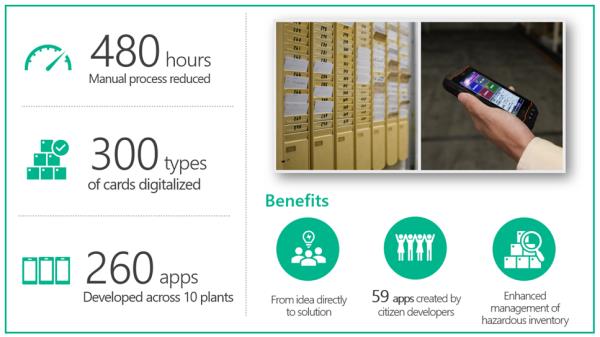 480 hours
Manual process reduced
300 types
of cards digitalized
260 apps
Developed across 10 plants
Benefits
From idea directly
to solution
59 apps created by
citizen developers
Enhanced
management of
hazardous inventory